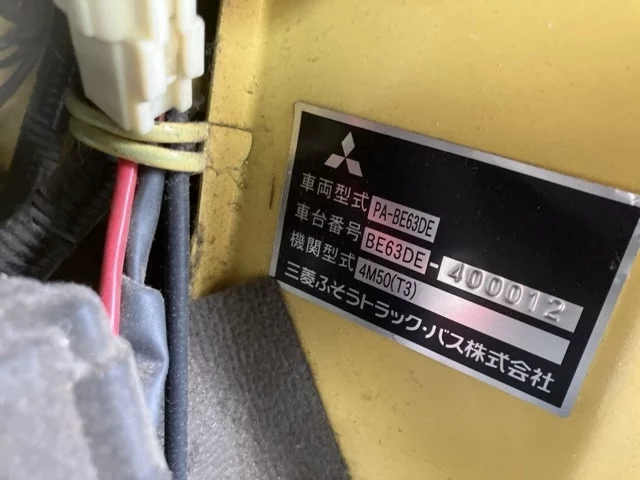 車両型式 PA-BE63DE
車台番号 BE63DE-400012
機関型式 4M50(T3)
三菱ふそうトラック・バス株式会社